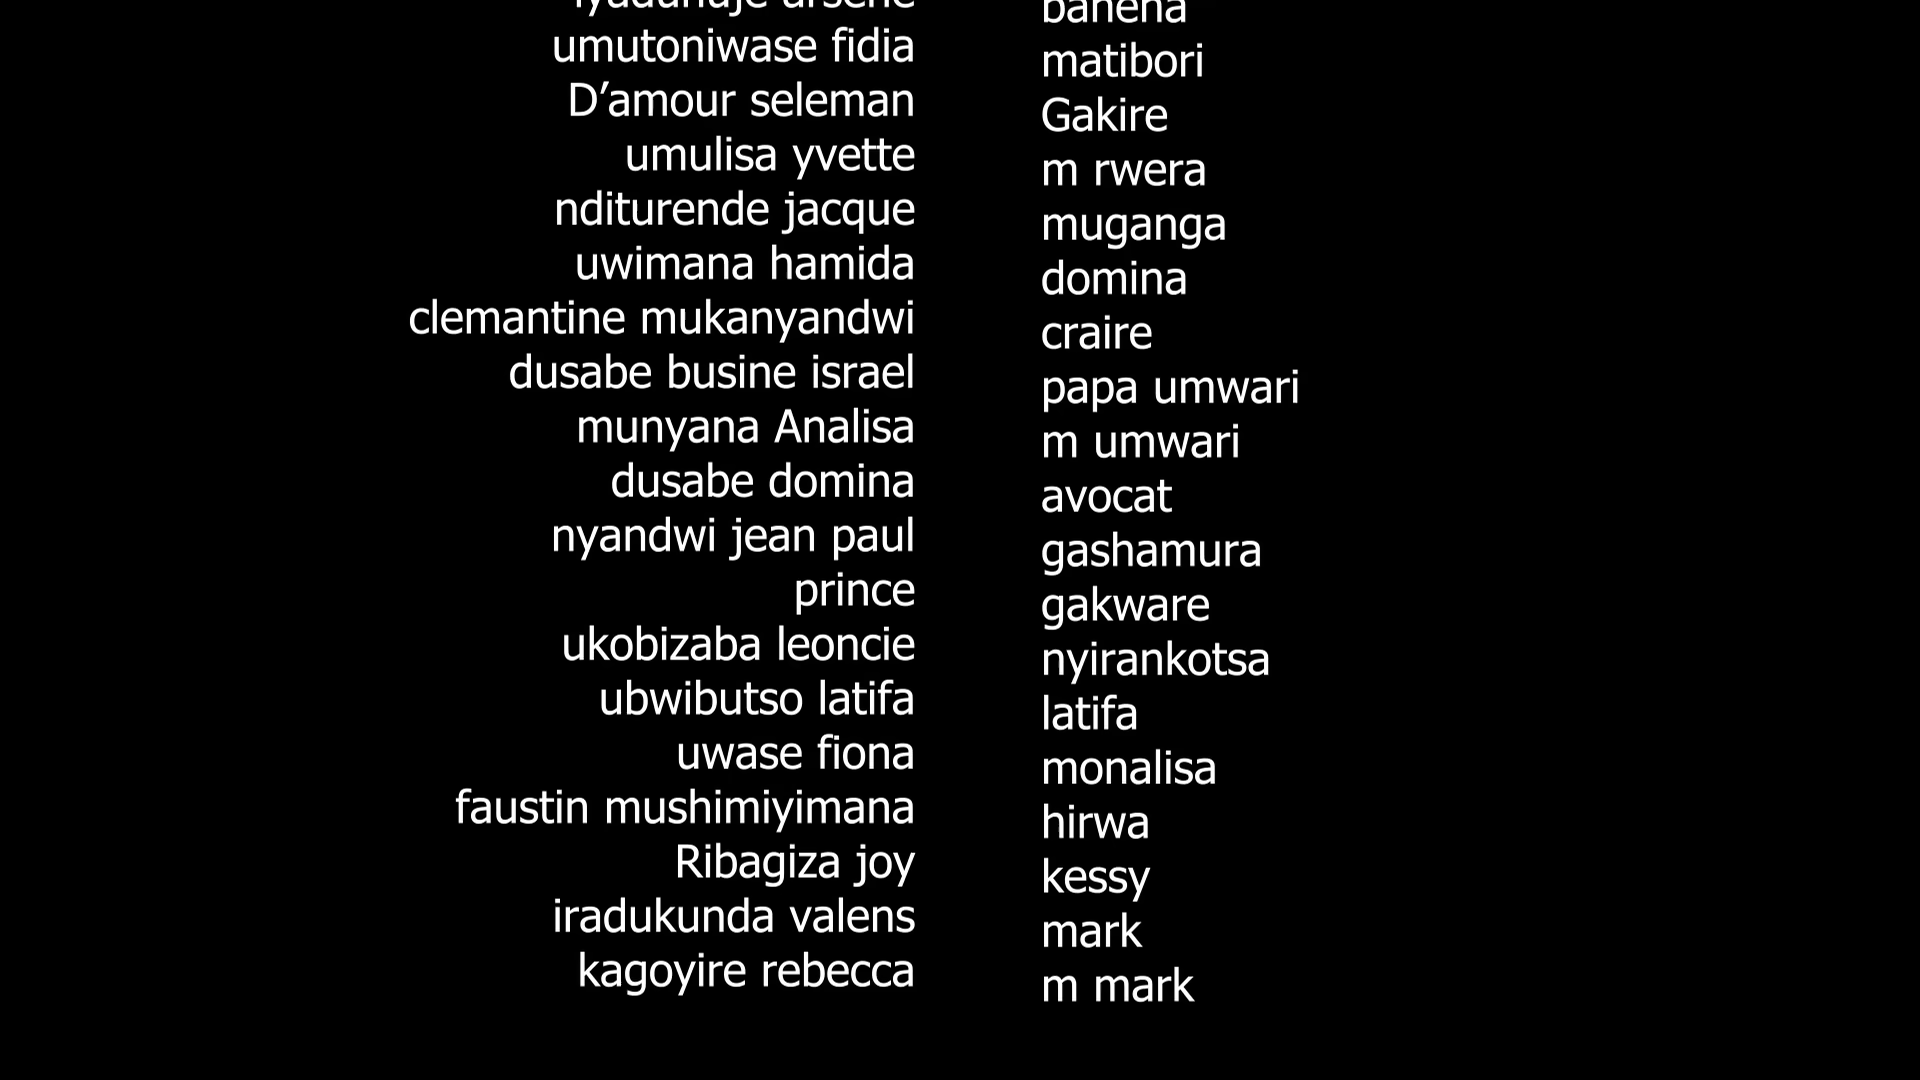 umutoniwase fidia matibori
D’amour seleman Gakire
umulisa yvette m rwera
nditurende jacque muganga
uwimana hamida domina
clemantine mukanyandwi craire
dusabe busine israel papa umwari
munyana Analisa m umwari
dusabe domina avocat
nyandwi jean paul gashamura
prince gakware
ukobizaba leoncie nyirankotsa
ubwibutso latifa latifa
uwase fiona monalisa
faustin mushimiyimana hirwa
Ribagiza joy kessy
iradukunda valens mark
kagoyire rebecca m mark